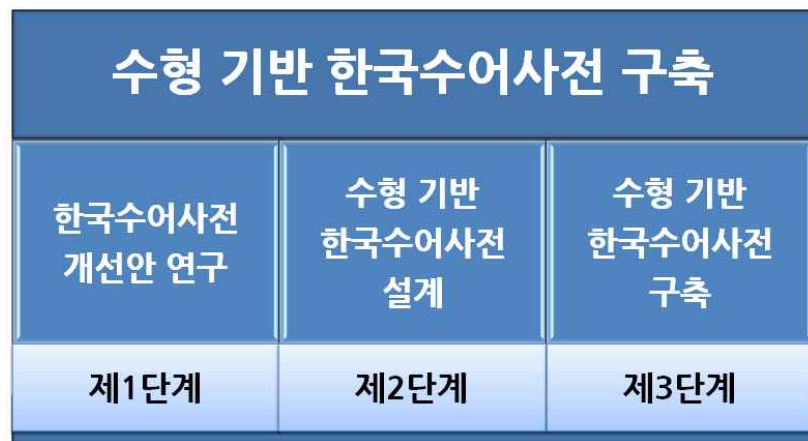 수형 기반 한국수어사전 구축
한국수어사전
개선안 연구
수형 기반
한국수어사전
설계
수형 기반
한국수어사전
구축
제1단계
제2단계
제3단계